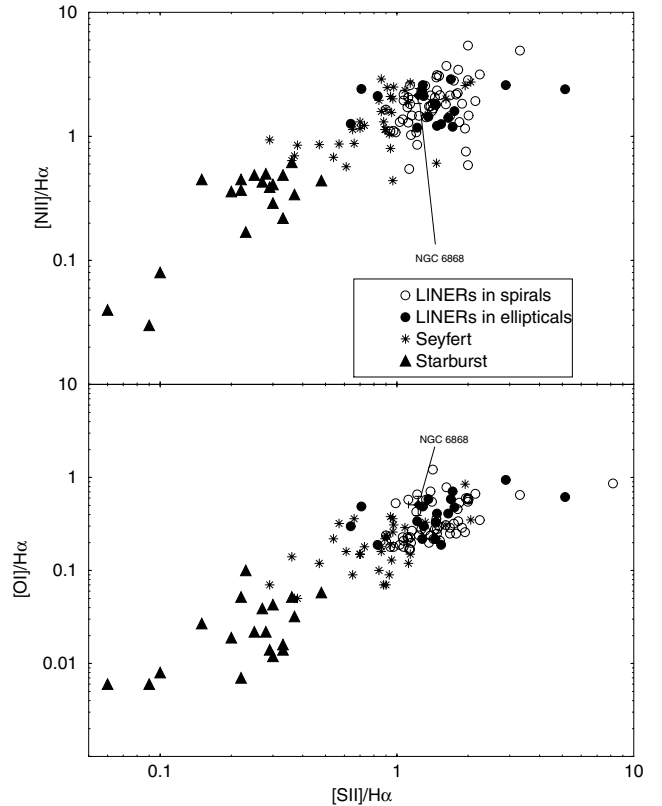 10
1
[NII]/Hα
0.1
NGC 6868
LINERs in spirals
LINERs in ellipticals
Seyfert
Starburst
10
NGC 6868
1
[OI]/Hα
0.1
0.01
0.1
1
10
[SII]/Hα